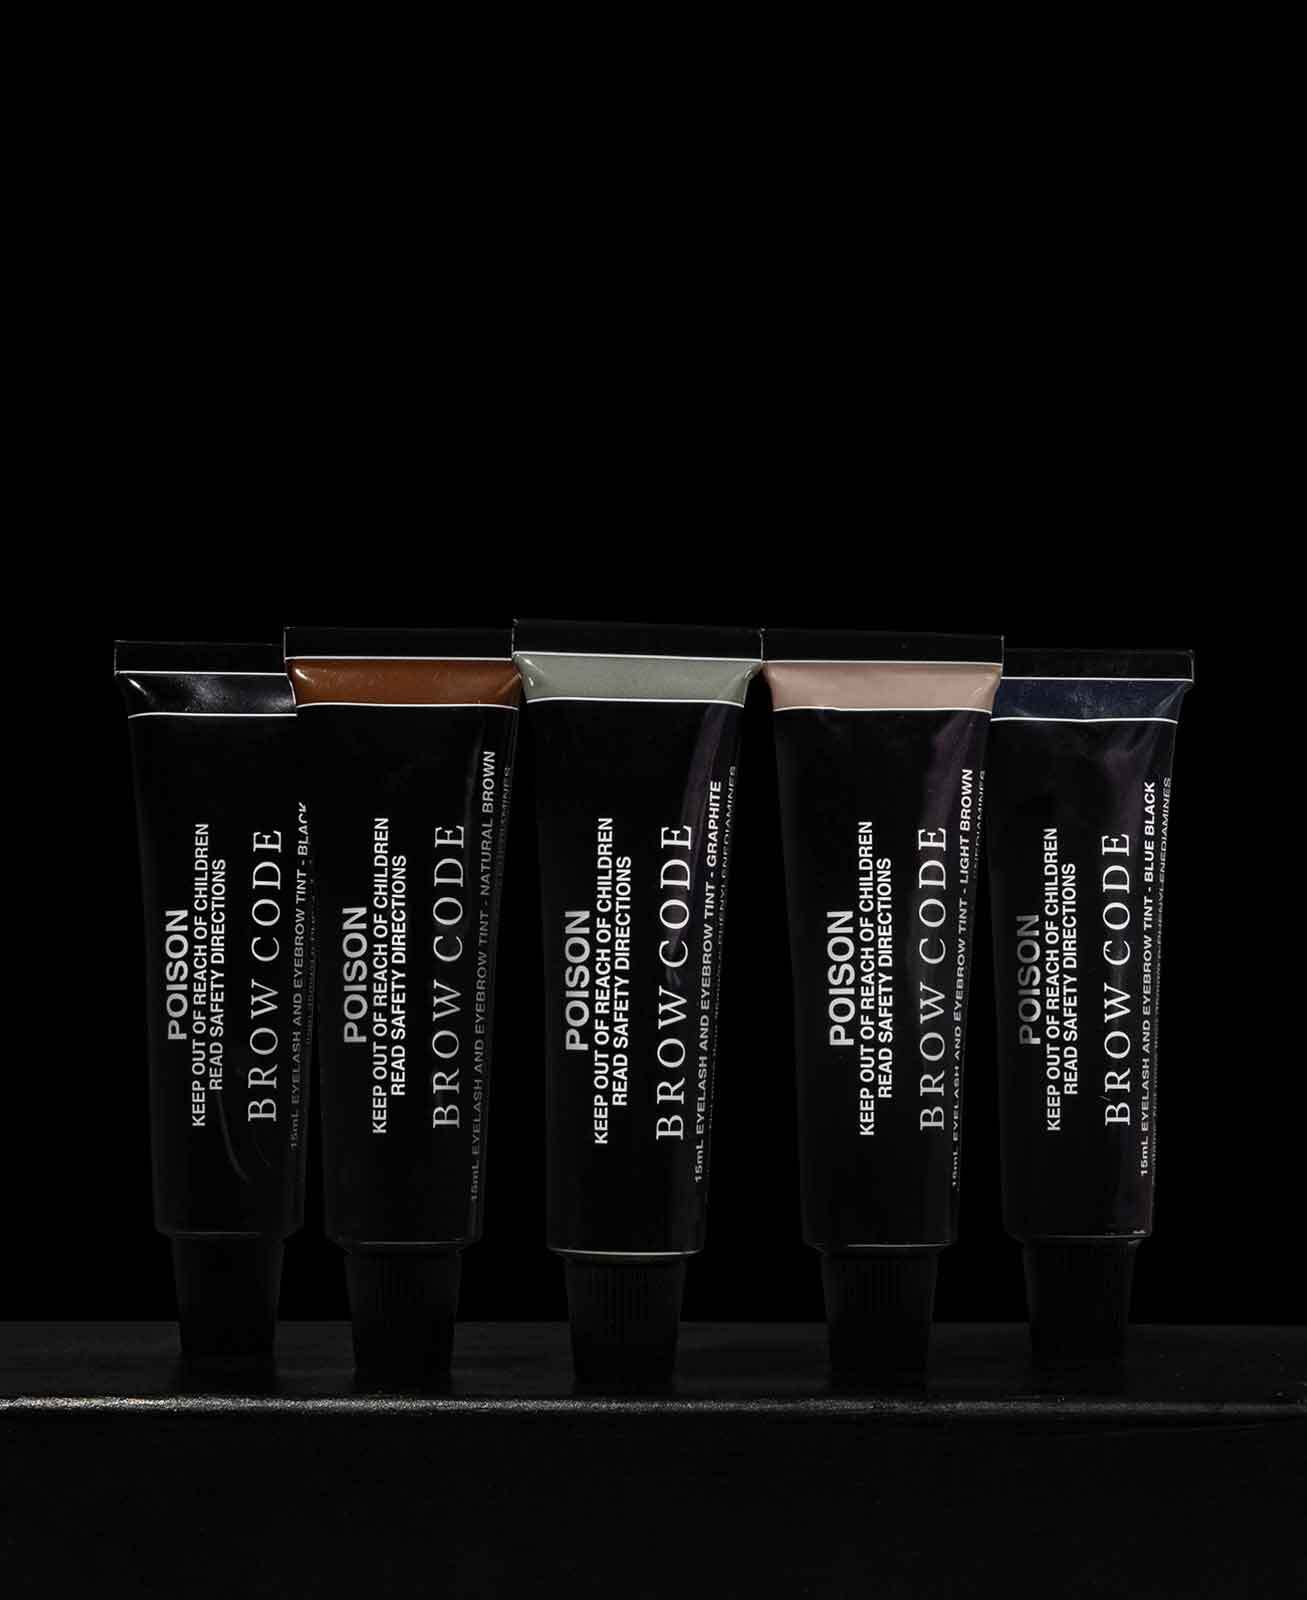 POISON
KEEP OUT OF REACH OF CHILDREN
READ SAFETY DIRECTIONS
BROW CODE
15mL EYELASH AND EYEBROW TINT - BLACK
POISON
KEEP OUT OF REACH OF CHILDREN
READ SAFETY DIRECTIONS
BROW CODE
15mL EYELASH AND EYEBROW TINT - NATURAL BROWN
POISON
KEEP OUT OF REACH OF CHILDREN
READ SAFETY DIRECTIONS
BROW CODE
15mL EYELASH AND EYEBROW TINT - GRAPHITE
PHENYLENEDIAMINES
POISON
KEEP OUT OF REACH OF CHILDREN
READ SAFETY DIRECTIONS
BROW CODE
15mL EYELASH AND EYEBROW TINT - LIGHT BROWN
POISON
KEEP OUT OF REACH OF CHILDREN
READ SAFETY DIRECTIONS
BROW CODE
15mL EYELASH AND EYEBROW TINT - BLUE BLACK
PHENYLENEDIAMINES